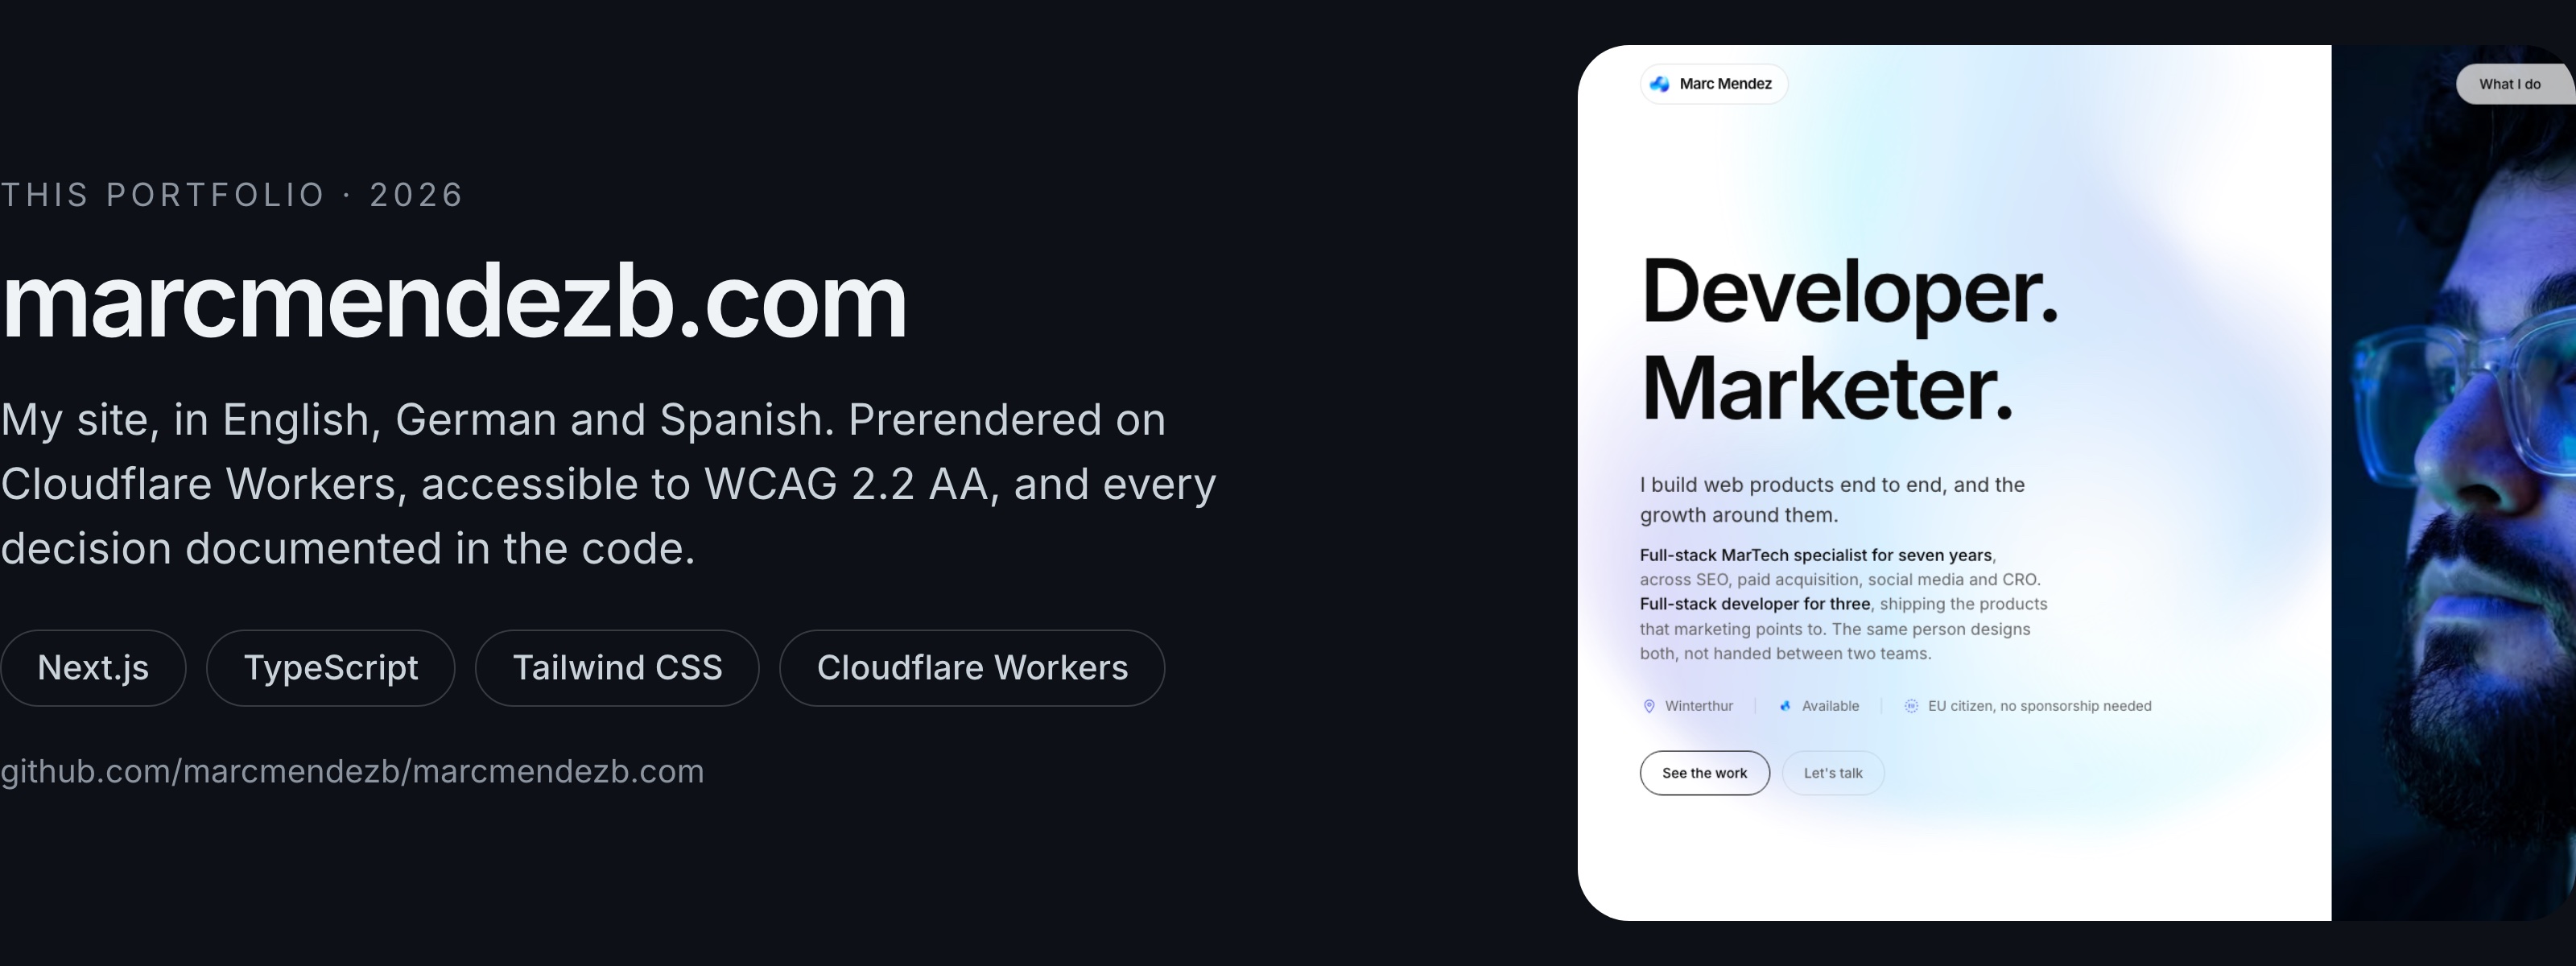 THIS PORTFOLIO · 2026
marcmendezb.com
My site, in English, German and Spanish. Prerendered on
Cloudflare Workers, accessible to WCAG 2.2 AA, and every
decision documented in the code.
Next.js
TypeScript
Tailwind CSS
Cloudflare Workers
github.com/marcmendezb/marcmendezb.com
Marc Mendez
What I do
Developer.
Marketer.
I build web products end to end, and the
growth around them.
Full-stack MarTech specialist for seven years,
across SEO, paid acquisition, social media and CRO.
Full-stack developer for three, shipping the products
that marketing points to. The same person designs
both, not handed between two teams.
Winterthur
Available
EU citizen, no sponsorship needed
See the work
Let's talk